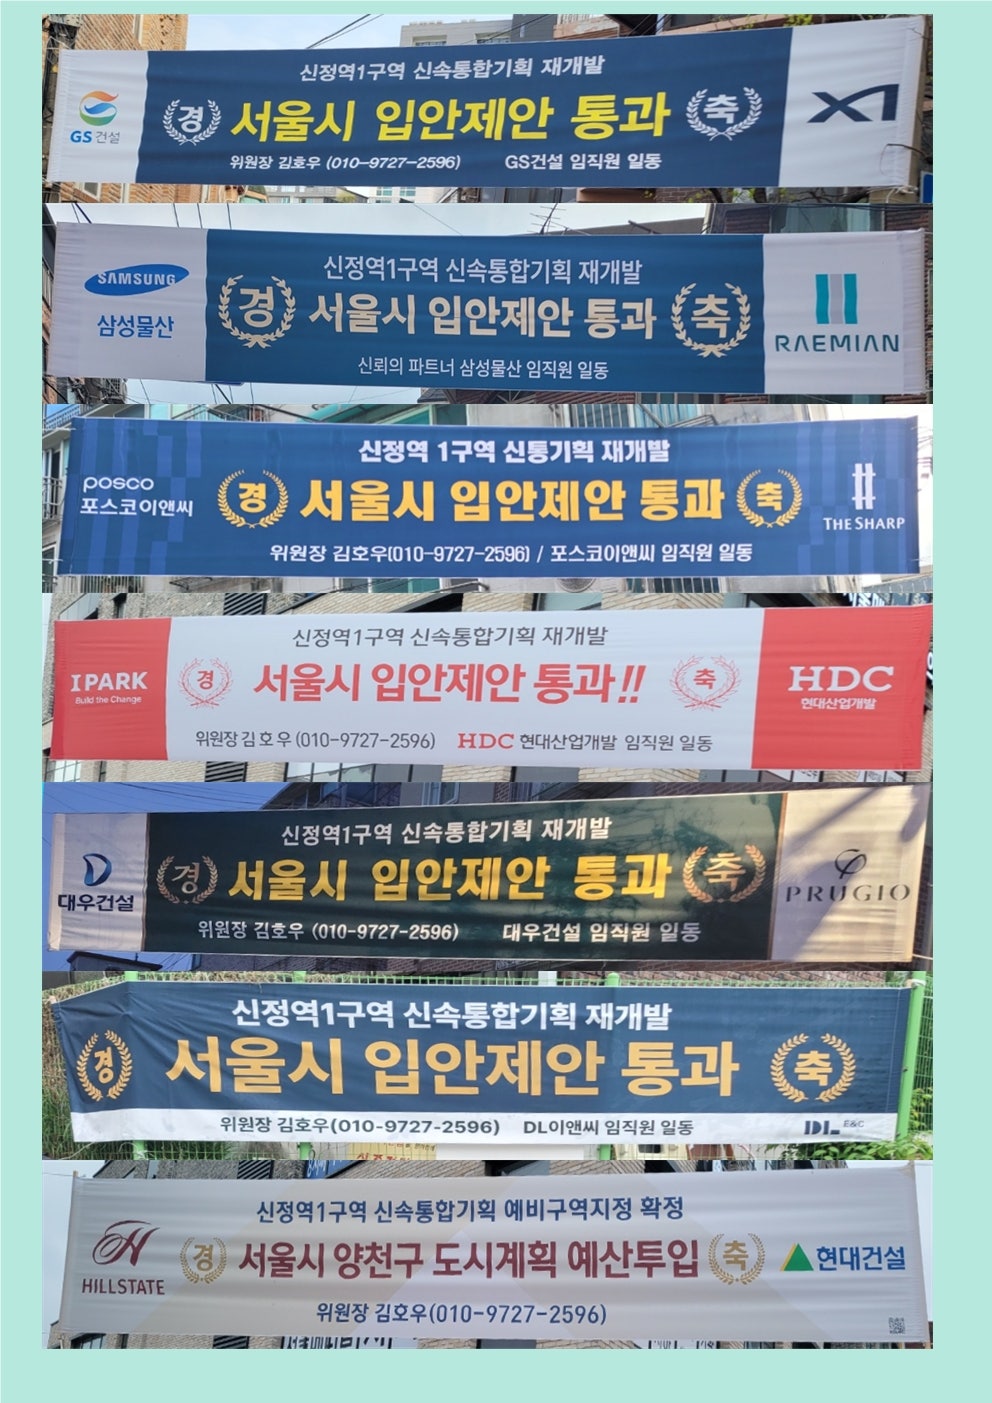 신정역1구역 신속통합기획 재개발
GS건설
경 서울시 입안제안 통과 축
위원장 김호우 (010-9727-2596) GS건설 임직원 일동
SAMSUNG
삼성물산
신정역1구역 신속통합기획 재개발
경 서울시 입안제안 통과 축
신뢰의 파트너 삼성물산 임직원 일동
RAEMIAN
신정역 1구역 신통기획 재개발
posco
포스코이앤씨
경 서울시 입안제안 통과 축
THE SHARP
위원장 김호우(010-9727-2596) / 포스코이앤씨 임직원 일동
신정역1구역 신속통합기획 재개발
IPARK
Build the Change
경 서울시 입안제안 통과!! 축
HDC
현대산업개발
위원장 김 호 우 (010-9727-2596) HDC 현대산업개발 임직원 일동
신정역1구역 신속통합기획 재개발
대우건설
경 서울시 입안제안 통과 축
PRUGIO
위원장 김호우 (010-9727-2596) 대우건설 임직원 일동
신정역1구역 신속통합기획 재개발
경 서울시 입안제안 통과 축
위원장 김호우(010-9727-2596) DL이앤씨 임직원 일동
DL E&C
신정역1구역 신속통합기획 예비구역지정 확정
HILLSTATE
경 서울시 양천구 도시계획 예산투입 축
현대건설
위원장 김호우(010-9727-2596)